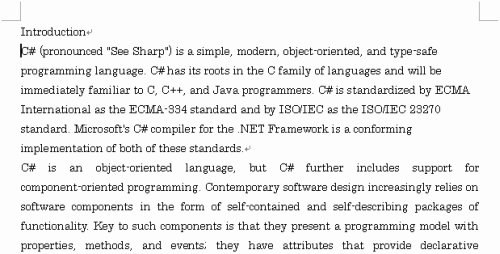 Introduction
C# (pronounced "See Sharp") is a simple, modern, object-oriented, and type-safe
programming language. C# has its roots in the C family of languages and will be
immediately familiar to C, C++, and Java programmers. C# is standardized by ECMA
International as the ECMA-334 standard and by ISO/IEC as the ISO/IEC 23270
standard. Microsoft's C# compiler for the .NET Framework is a conforming
implementation of both of these standards.
C# is an object-oriented language, but C# further includes support for
component-oriented programming. Contemporary software design increasingly relies on
software components in the form of self-contained and self-describing packages of
functionality. Key to such components is that they present a programming model with
properties, methods, and events; they have attributes that provide declarative